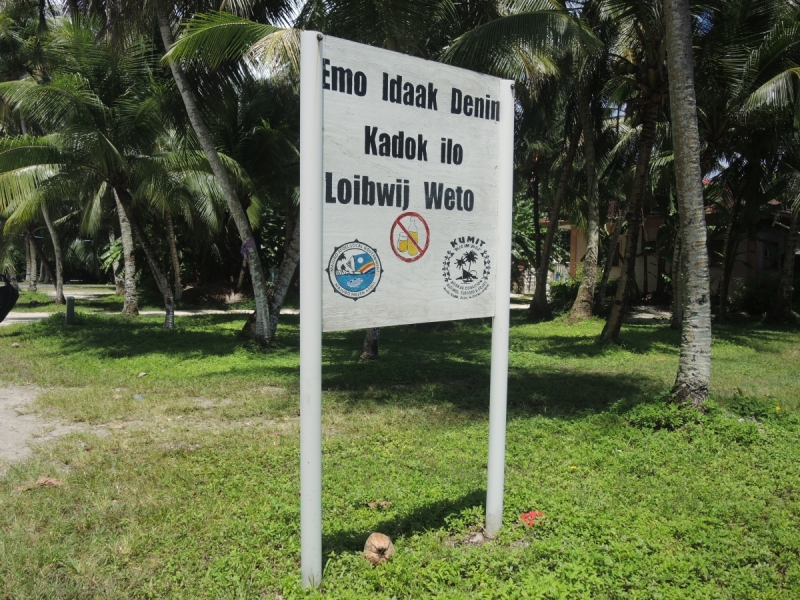 Emo Idaak Denin
Kadok ilo
Loibwij Weto
KUMIT